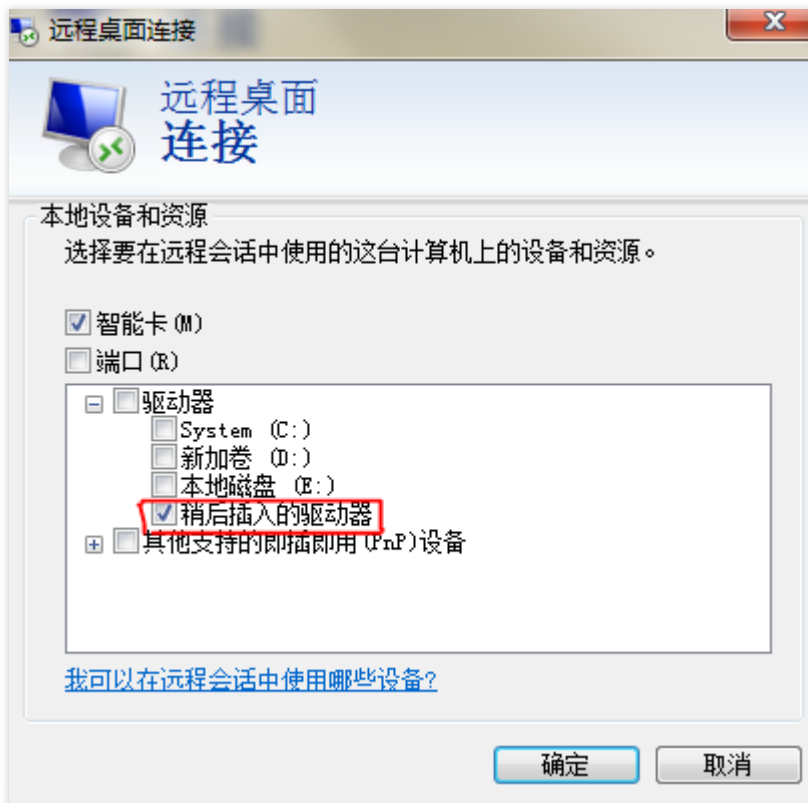 远程桌面连接
远程桌面
连接
本地设备和资源
选择要在远程会话中使用的这台计算机上的设备和资源。
智能卡(M)
端口(R)
驱动器
System (C:)
新加卷 (D:)
本地磁盘 (E:)
稍后插入的驱动器
其他支持的即插即用(PnP)设备
我可以在远程会话中使用哪些设备?
确定
取消